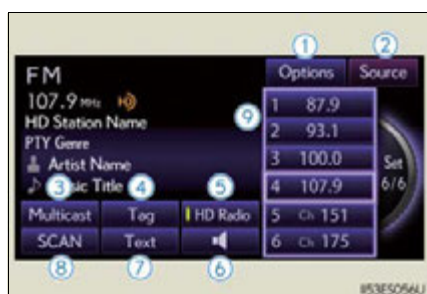 1 2
Options Source
FM
107.9 MHz
HD Station Name
PTY Genre
Artist Name
Title
9
1 87.9
2 93.1
3 100.0
4 107.9
5 Ch 151
6 Ch 175
Set
6/6
3 4 5
Multicast Tag HD Radio
SCAN Text
8 7 6